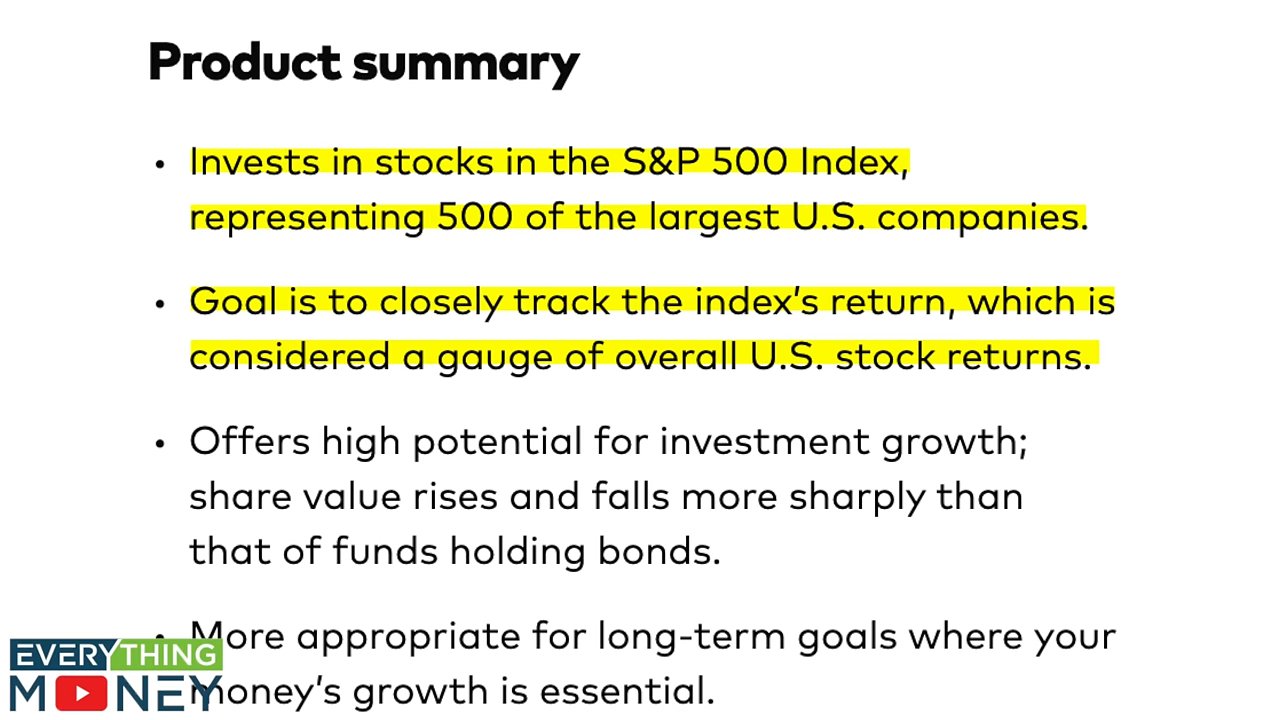 Product summary
• Invests in stocks in the S&P 500 Index,
representing 500 of the largest U.S. companies.
• Goal is to closely track the index's return, which is
considered a gauge of overall U.S. stock returns.
• Offers high potential for investment growth;
share value rises and falls more sharply than
that of funds holding bonds.
• More appropriate for long-term goals where your
money's growth is essential.
EVERYTHING
MONEY